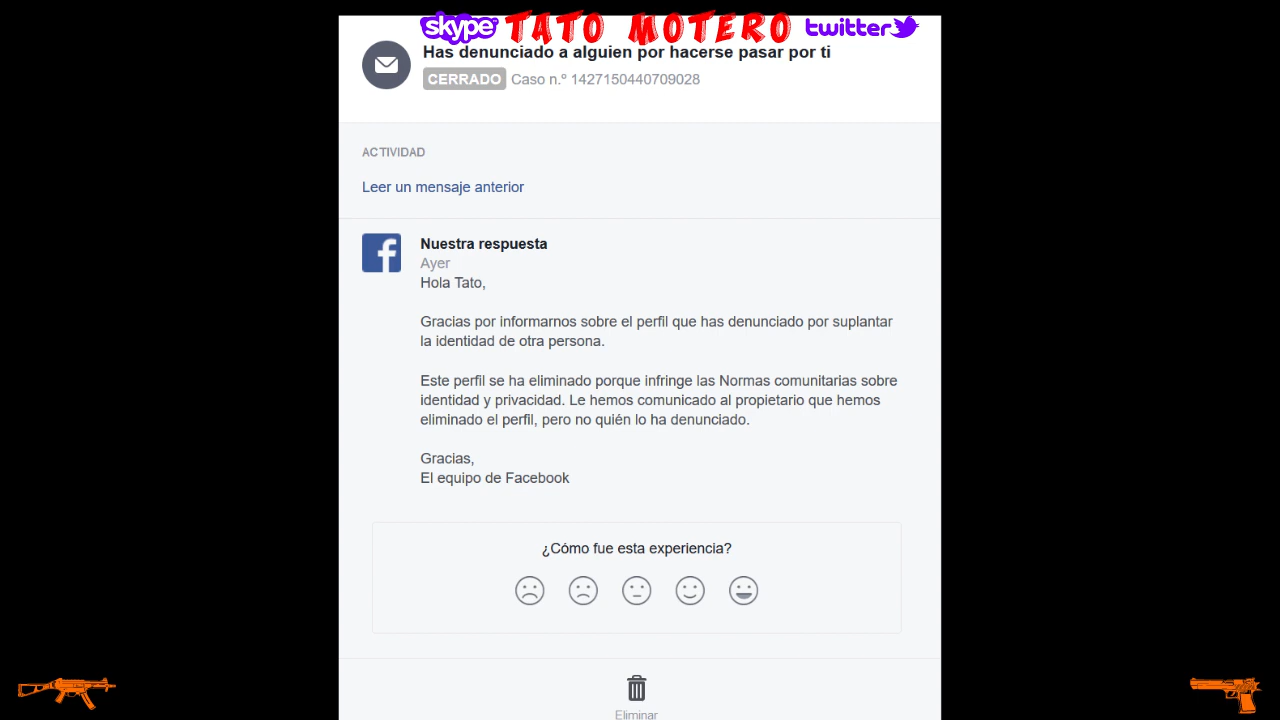 skype TATO MOTERO twitter
Has denunciado a alguien por hacerse pasar por ti
CERRADO Caso n.º 1427150440709028
ACTIVIDAD
Leer un mensaje anterior
Nuestra respuesta
Ayer
Hola Tato,
Gracias por informarnos sobre el perfil que has denunciado por suplantar
la identidad de otra persona.
Este perfil se ha eliminado porque infringe las Normas comunitarias sobre
identidad y privacidad. Le hemos comunicado al propietario que hemos
eliminado el perfil, pero no quién lo ha denunciado.
Gracias,
El equipo de Facebook
¿Cómo fue esta experiencia?
Eliminar